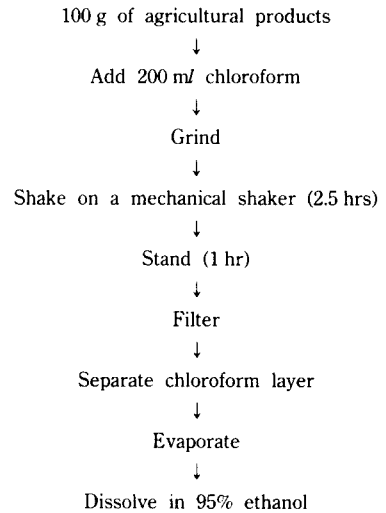 100 g of agricultural products
↓
Add 200 ml chloroform
↓
Grind
↓
Shake on a mechanical shaker (2.5 hrs)
↓
Stand (1 hr)
↓
Filter
↓
Separate chloroform layer
↓
Evaporate
↓
Dissolve in 95% ethanol